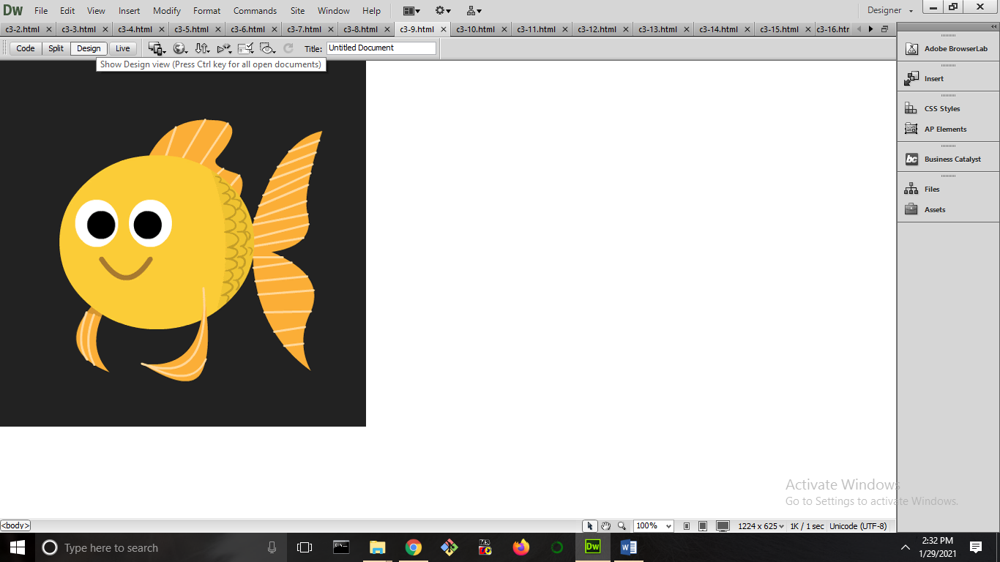 Dw File Edit View Insert Modify Format Commands Site Window Help Designer
c3-2.html c3-3.html c3-4.html c3-5.html c3-6.html c3-7.html c3-8.html c3-9.html c3-10.html c3-11.html c3-12.html c3-13.html c3-14.html c3-15.html c3-16.htr
Code Split Design Live Title: Untitled Document
Show Design view (Press Ctrl key for all open documents)
Adobe BrowserLab
Insert
CSS Styles
AP Elements
bc Business Catalyst
Files
Assets
Activate Windows
Go to Settings to activate Windows.
<body> 100% 1224 x 625 1K / 1 sec Unicode (UTF-8)
Type here to search Dw W 2:32 PM
1/29/2021